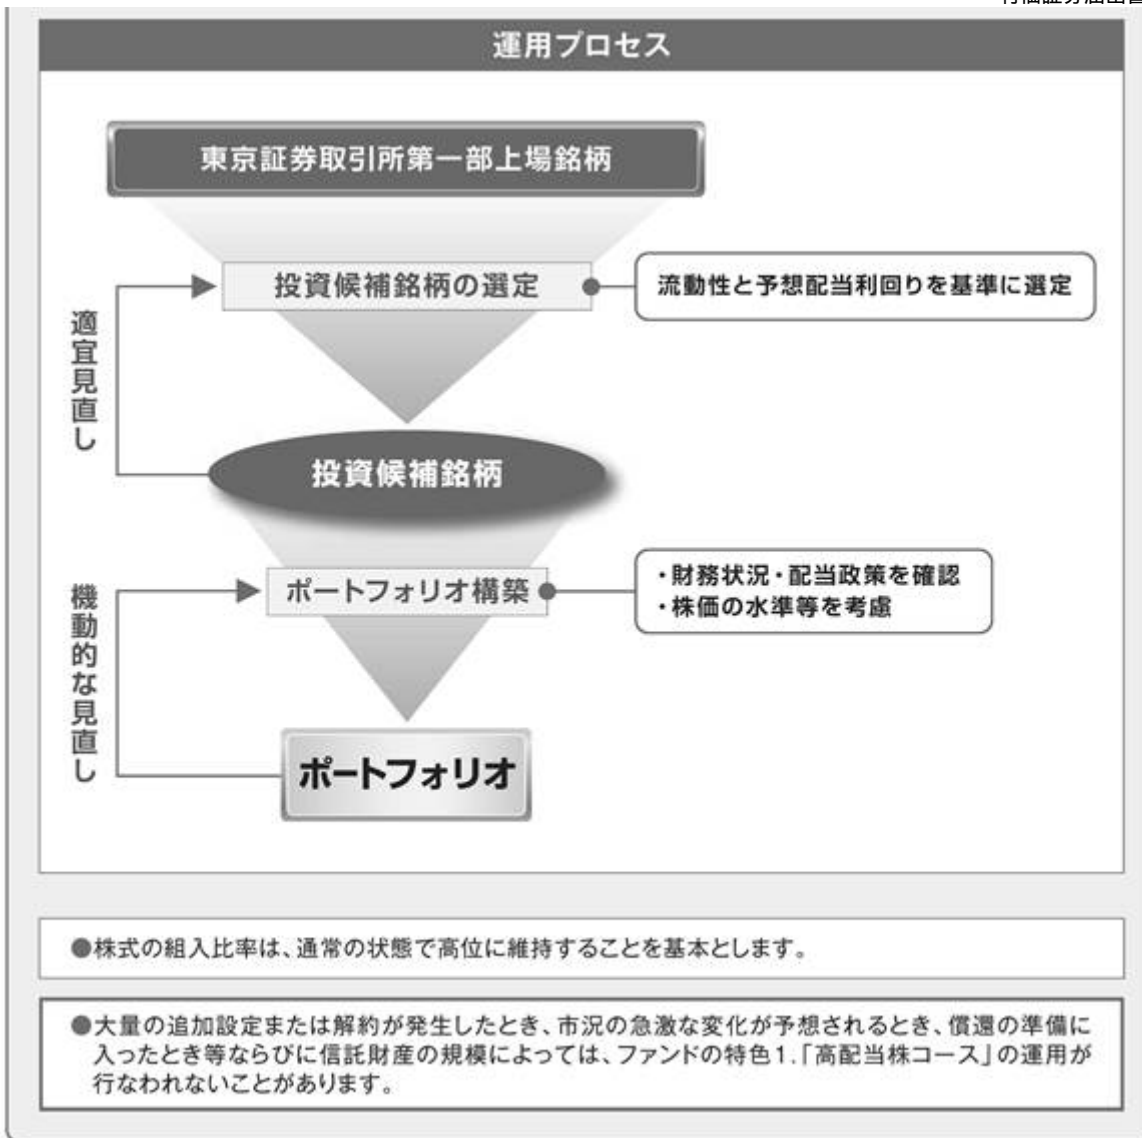 運用プロセス
東京証券取引所第一部上場銘柄
投資候補銘柄の選定
流動性と予想配当利回りを基準に選定
適宜見直し
投資候補銘柄
ポートフォリオ構築
・財務状況・配当政策を確認
・株価の水準等を考慮
機動的な見直し
ポートフォリオ
●株式の組入比率は、通常の状態で高位に維持することを基本とします。
●大量の追加設定または解約が発生したとき、市況の急激な変化が予想されるとき、償還の準備に
入ったとき等ならびに信託財産の規模によっては、ファンドの特色1.「高配当株コース」の運用が
行なわれないことがあります。